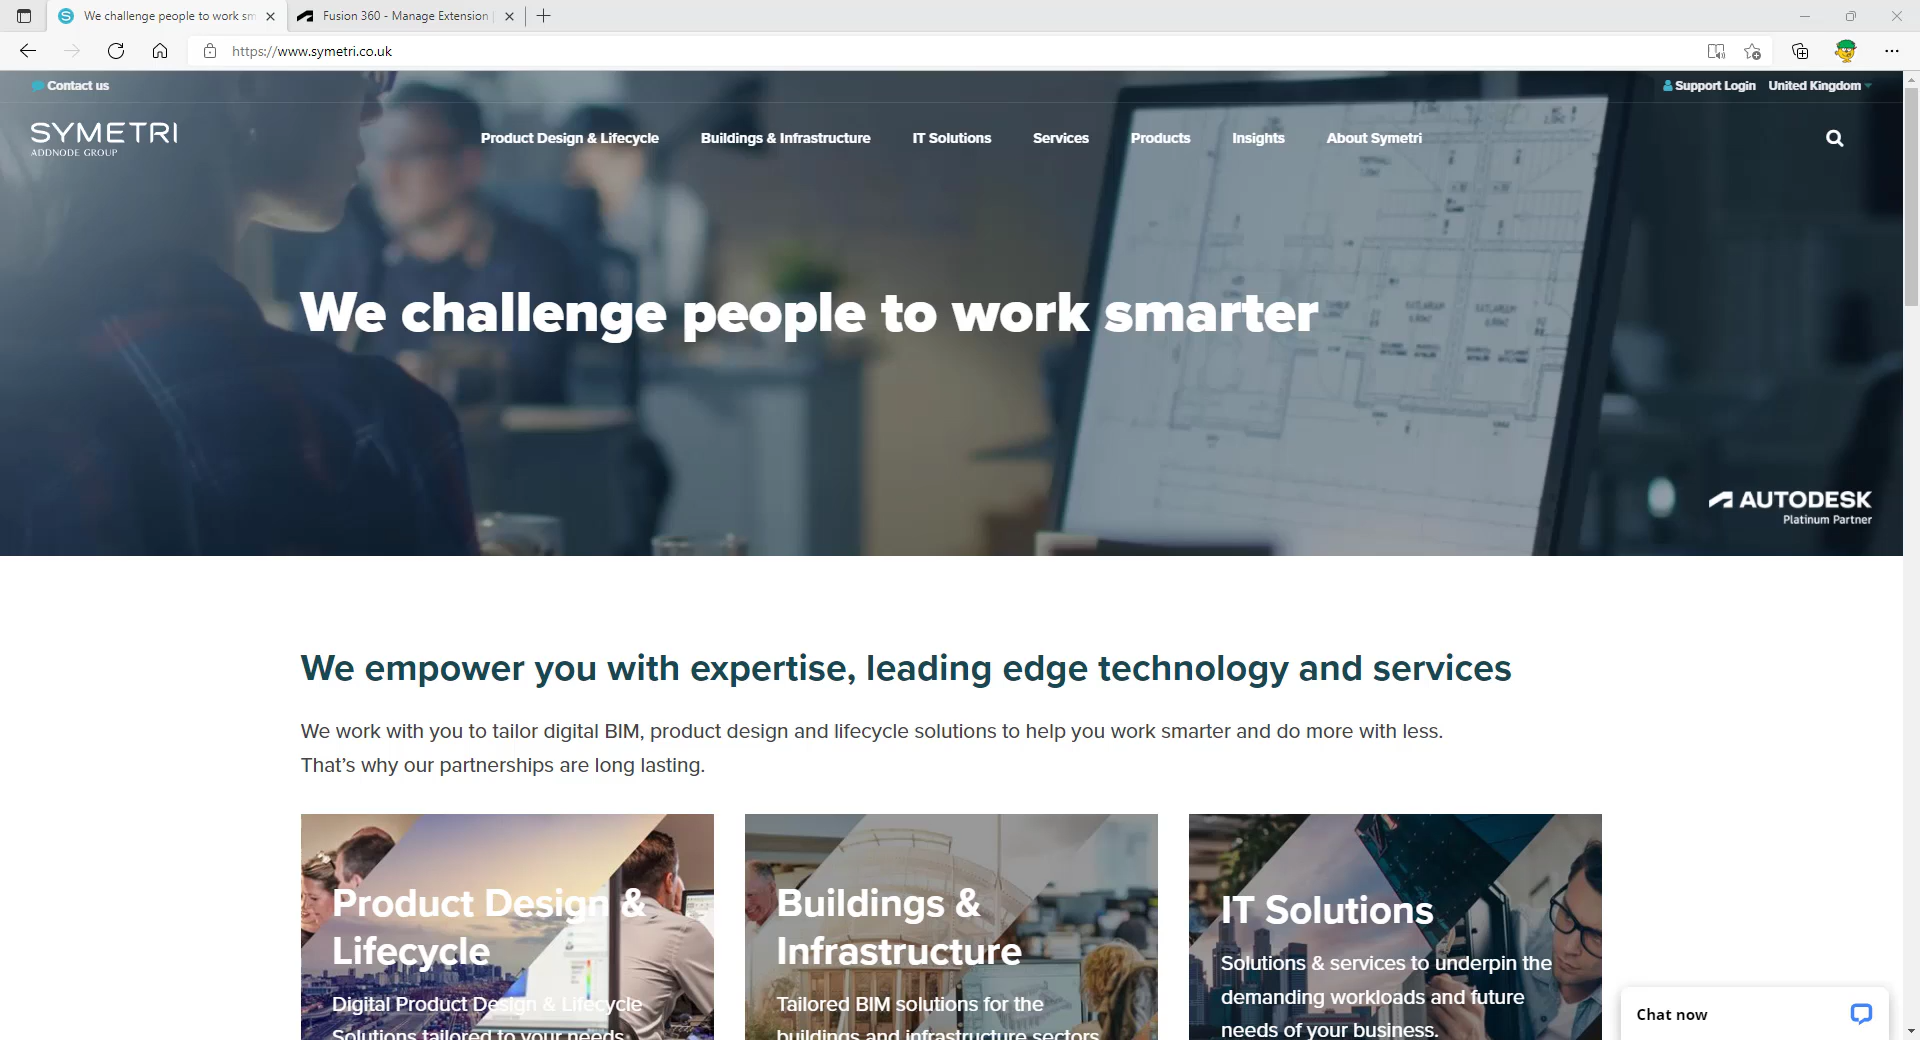 We challenge people to work sm
Fusion 360 - Manage Extension
https://www.symetri.co.uk
Contact us
Support Login
United Kingdom
SYMETRI
ADDNODE GROUP
Product Design & Lifecycle
Buildings & Infrastructure
IT Solutions
Services
Products
Insights
About Symetri
We challenge people to work smarter
AUTODESK
Platinum Partner
We empower you with expertise, leading edge technology and services
We work with you to tailor digital BIM, product design and lifecycle solutions to help you work smarter and do more with less.
That's why our partnerships are long lasting.
Product Design &
Lifecycle
Digital Product Design & Lifecycle
Solutions tailored to your needs
Buildings &
Infrastructure
Tailored BIM solutions for the
buildings and infrastructure sectors
IT Solutions
Solutions & services to underpin the
demanding workloads and future
needs of your business.
Chat now